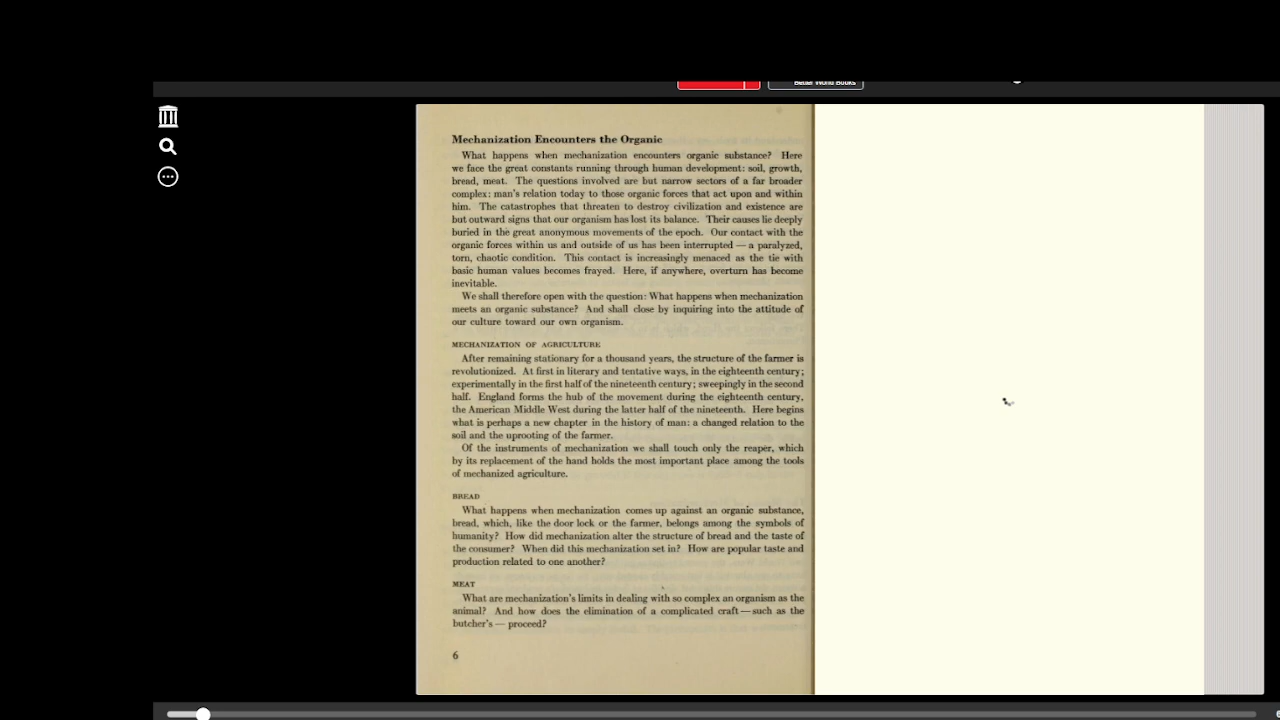 Better World Books
Mechanization Encounters the Organic
What happens when mechanization encounters organic substance? Here
we face the great constants running through human development: soil, growth,
bread, meat. The questions involved are but narrow sectors of a far broader
complex: man's relation today to those organic forces that act upon and within
him. The catastrophes that threaten to destroy civilization and existence are
but outward signs that our organism has lost its balance. Their causes lie deeply
buried in the great anonymous movements of the epoch. Our contact with the
organic forces within us and outside of us has been interrupted — a paralyzed,
torn, chaotic condition. This contact is increasingly menaced as the tie with
basic human values becomes frayed. Here, if anywhere, overturn has become
inevitable.
We shall therefore open with the question: What happens when mechanization
meets an organic substance? And shall close by inquiring into the attitude of
our culture toward our own organism.
MECHANIZATION OF AGRICULTURE
After remaining stationary for a thousand years, the structure of the farmer is
revolutionized. At first in literary and tentative ways, in the eighteenth century;
experimentally in the first half of the nineteenth century; sweepingly in the second
half. England forms the hub of the movement during the eighteenth century,
the American Middle West during the latter half of the nineteenth. Here begins
what is perhaps a new chapter in the history of man: a changed relation to the
soil and the uprooting of the farmer.
Of the instruments of mechanization we shall touch only the reaper, which
by its replacement of the hand holds the most important place among the tools
of mechanized agriculture.
BREAD
What happens when mechanization comes up against an organic substance,
bread, which, like the door lock or the farmer, belongs among the symbols of
humanity? How did mechanization alter the structure of bread and the taste of
the consumer? When did this mechanization set in? How are popular taste and
production related to one another?
MEAT
What are mechanization's limits in dealing with so complex an organism as the
animal? And how does the elimination of a complicated craft — such as the
butcher's — proceed?
6